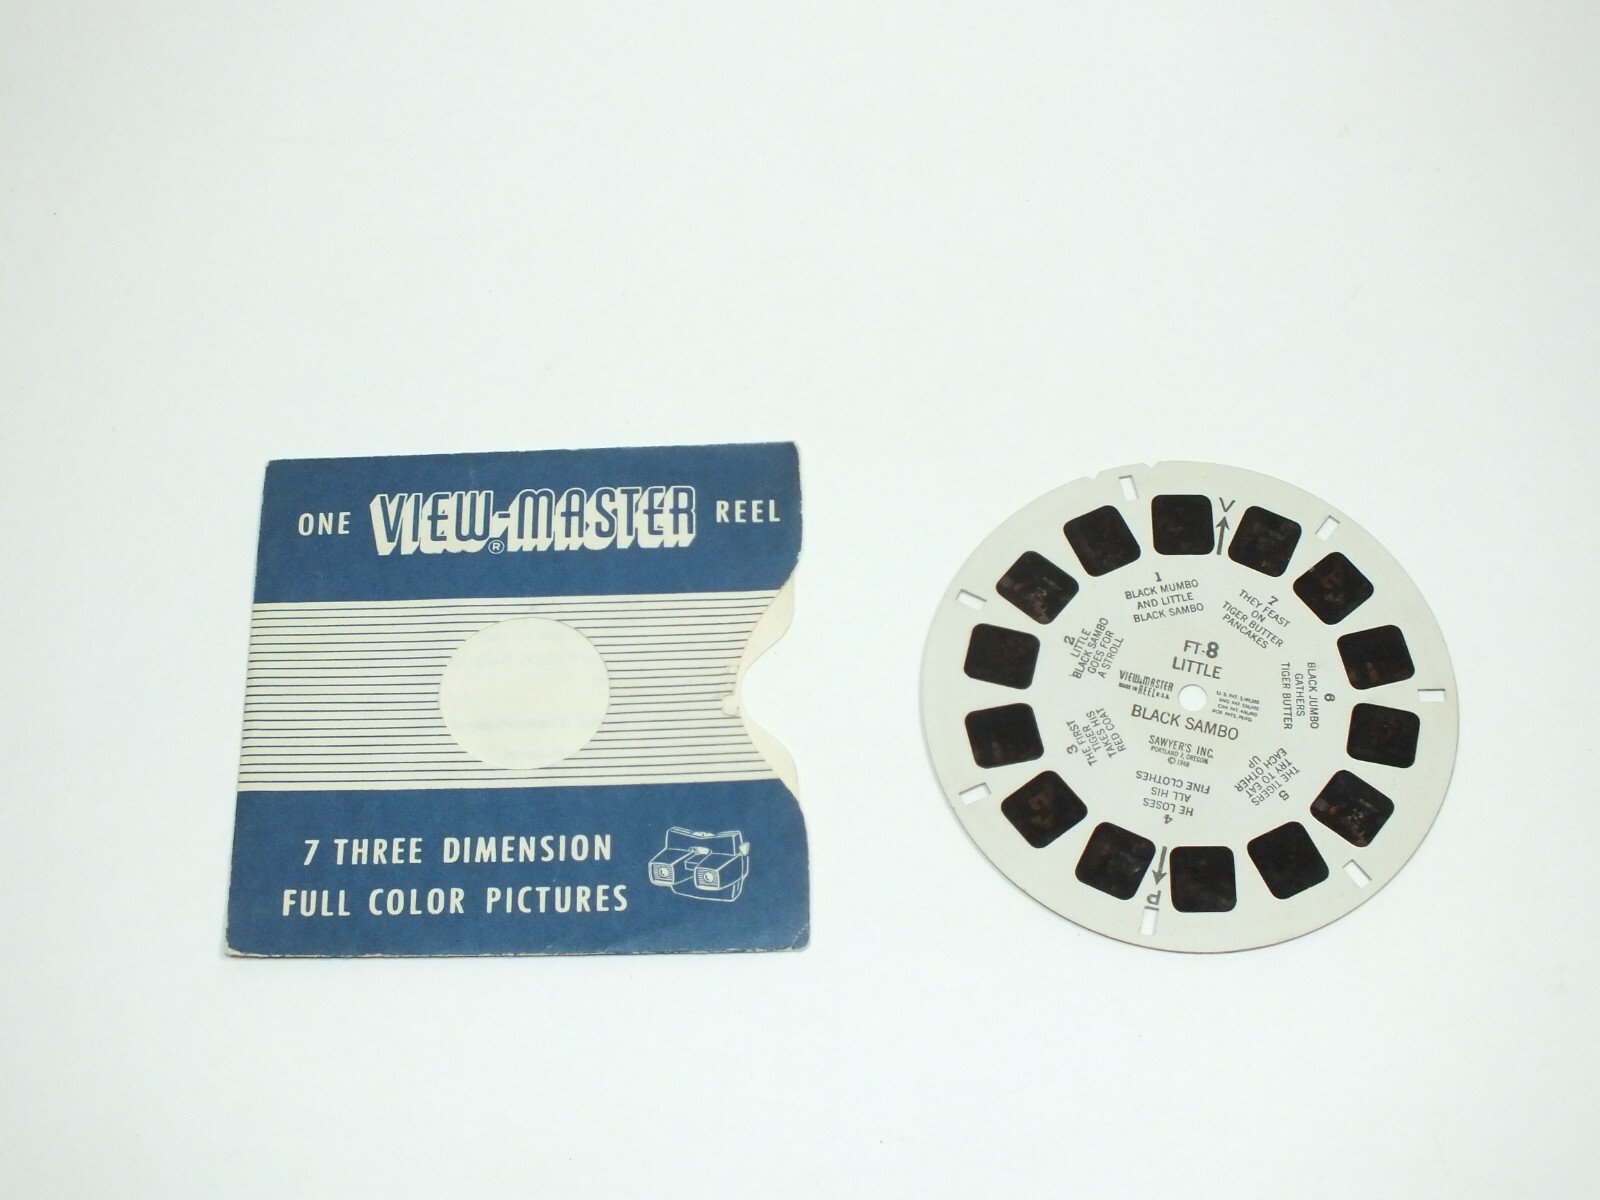 ONE VIEW-MASTER REEL
®
7 THREE DIMENSION
FULL COLOR PICTURES
V
1
BLACK MUMBO
AND LITTLE
BLACK SAMBO
2
LITTLE
BLACK SAMBO
GOES FOR
A STROLL
3
THE FIRST
TIGER
TAKES HIS
RED COAT
4
HE LOSES
ALL HIS
FINE CLOTHES
5
THE TIGERS
TRY TO EAT
EACH OTHER
UP
6
BLACK JUMBO
GATHERS
TIGER BUTTER
7
THEY FEAST
ON
TIGER BUTTER
PANCAKES
FT-8
LITTLE
VIEW-MASTER
MADE IN REEL U.S.A.
BLACK SAMBO
SAWYER'S INC.
PORTLAND 7, OREGON
© 1948